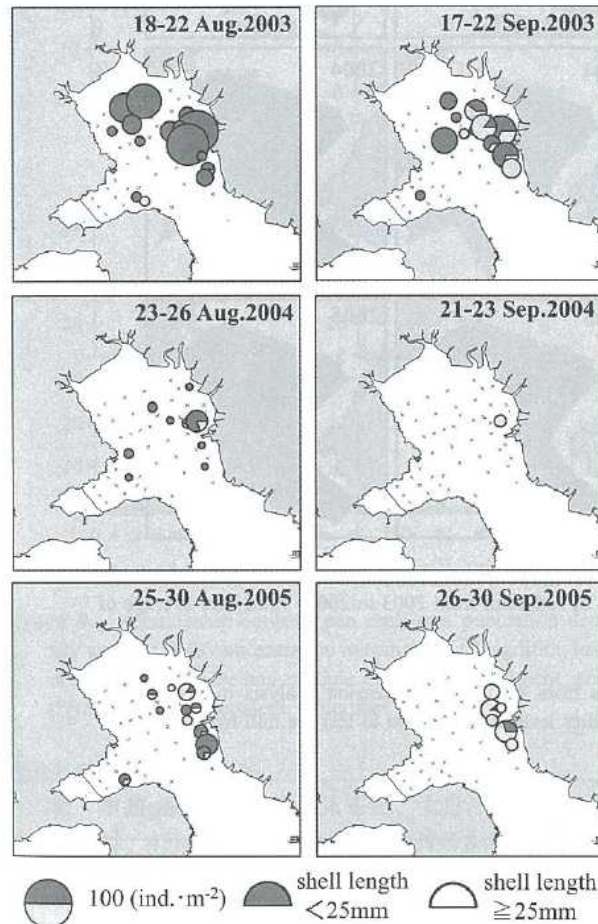 18-22 Aug.2003
17-22 Sep.2003
23-26 Aug.2004
21-23 Sep.2004
25-30 Aug.2005
26-30 Sep.2005
100 (ind.·m-2)
shell length
<25mm
shell length
≧25mm